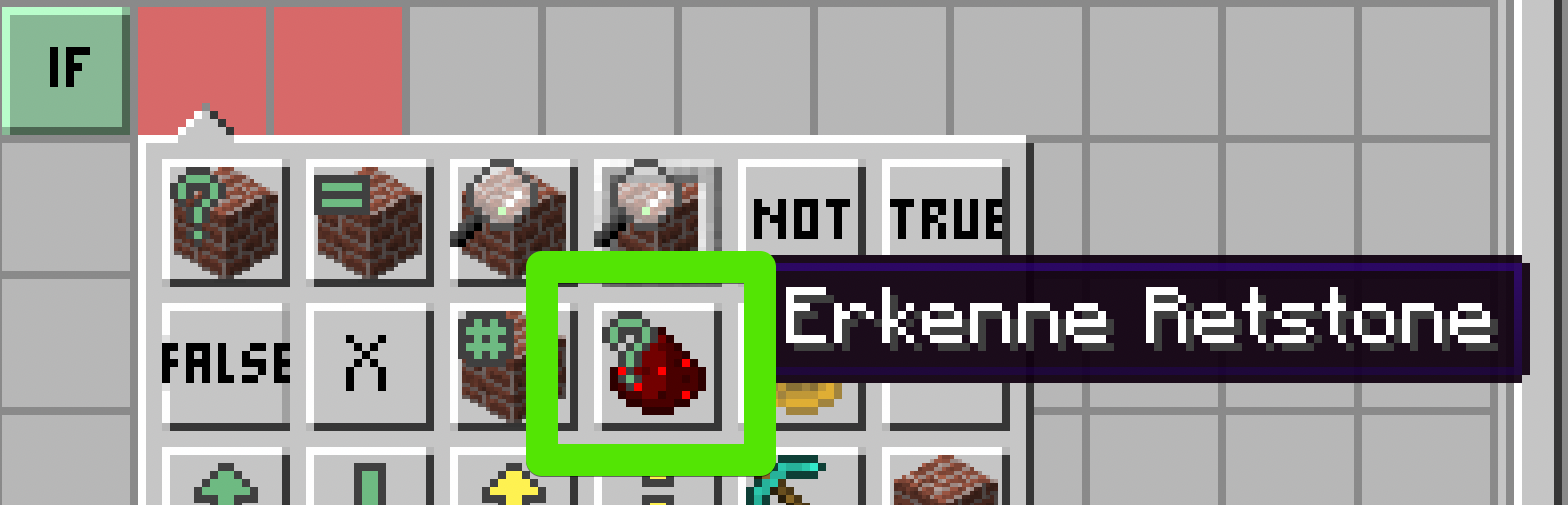 IF
NOT TRUE
Erkenne Retstone
FALSE X #